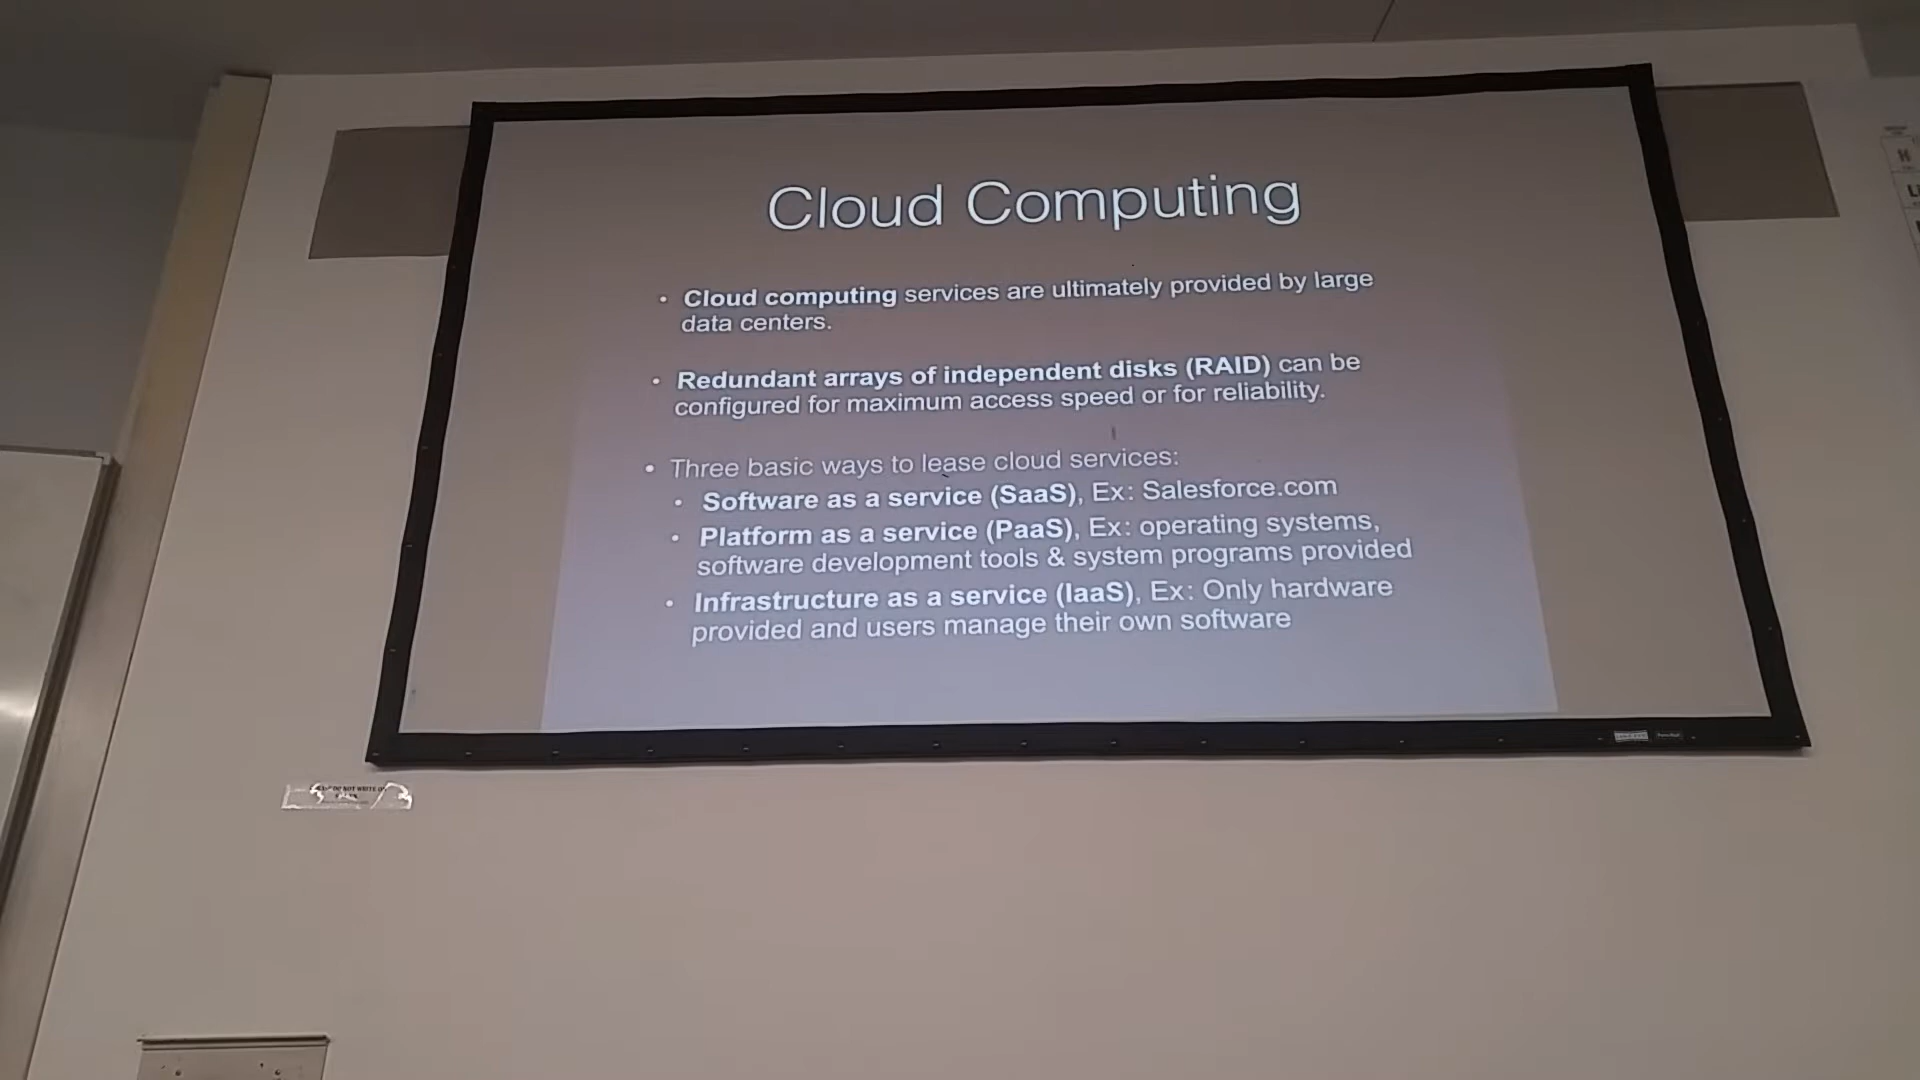 Cloud Computing
• Cloud computing services are ultimately provided by large
data centers.
• Redundant arrays of independent disks (RAID) can be
configured for maximum access speed or for reliability.
• Three basic ways to lease cloud services:
• Software as a service (SaaS), Ex: Salesforce.com
• Platform as a service (PaaS), Ex: operating systems,
software development tools & system programs provided
• Infrastructure as a service (IaaS), Ex: Only hardware
provided and users manage their own software
DO NOT WRITE